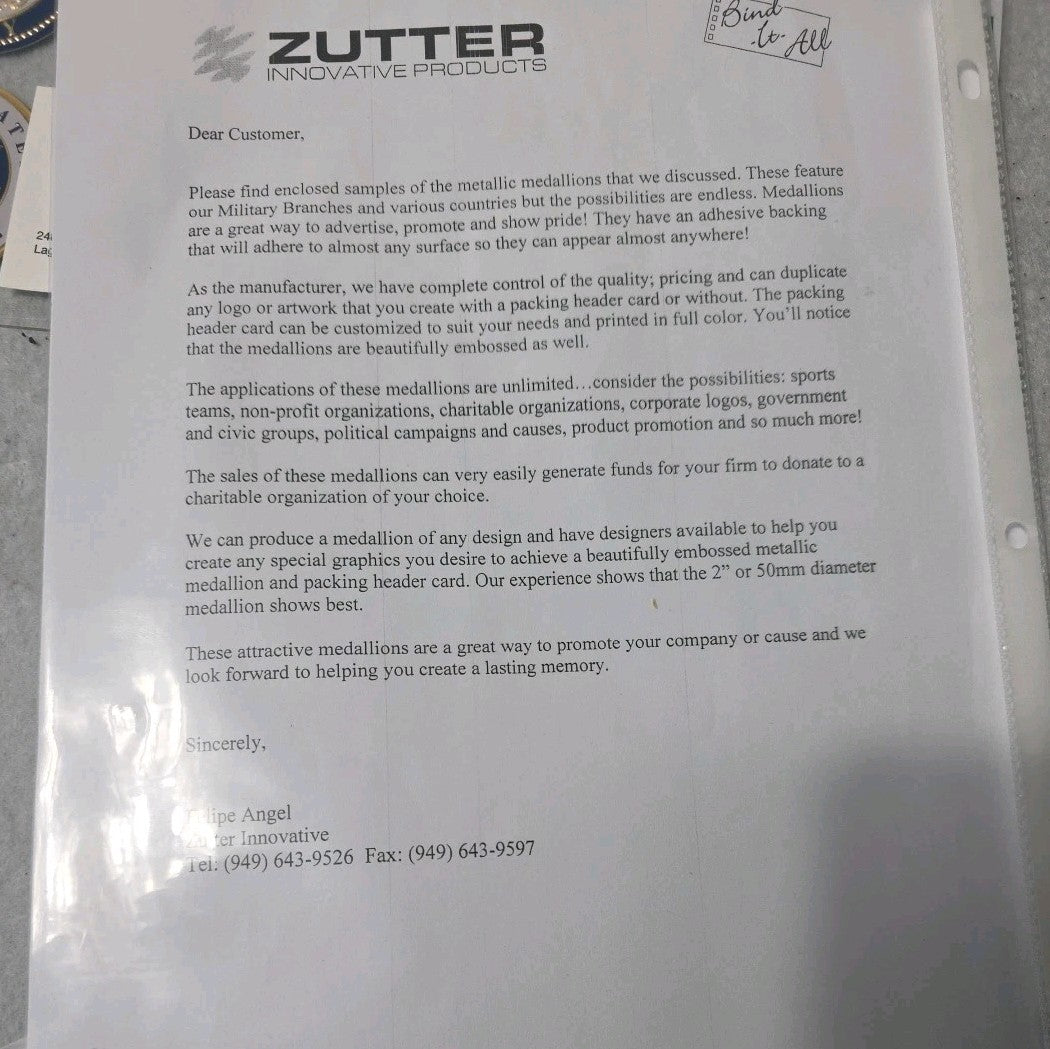 ZUTTER
INNOVATIVE PRODUCTS
Bind
-It-
All
Dear Customer,
Please find enclosed samples of the metallic medallions that we discussed. These feature
our Military Branches and various countries but the possibilities are endless. Medallions
are a great way to advertise, promote and show pride! They have an adhesive backing
that will adhere to almost any surface so they can appear almost anywhere!
As the manufacturer, we have complete control of the quality; pricing and can duplicate
any logo or artwork that you create with a packing header card or without. The packing
header card can be customized to suit your needs and printed in full color. You'll notice
that the medallions are beautifully embossed as well.
The applications of these medallions are unlimited…consider the possibilities: sports
teams, non-profit organizations, charitable organizations, corporate logos, government
and civic groups, political campaigns and causes, product promotion and so much more!
The sales of these medallions can very easily generate funds for your firm to donate to a
charitable organization of your choice.
We can produce a medallion of any design and have designers available to help you
create any special graphics you desire to achieve a beautifully embossed metallic
medallion and packing header card. Our experience shows that the 2” or 50mm diameter
medallion shows best.
These attractive medallions are a great way to promote your company or cause and we
look forward to helping you create a lasting memory.
Sincerely,
Angel
Innovative
Tel: (949) 643-9526 Fax: (949) 643-9597